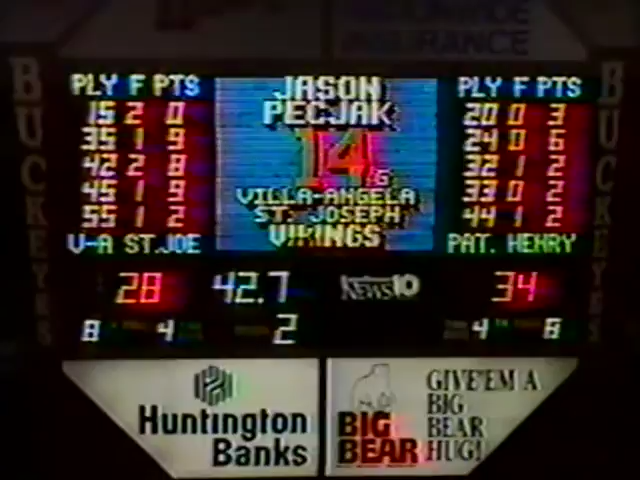 NATIONWIDE
INSURANCE
BUCKEYES
BUCKEYES
PLY F PTS
15 2 0
35 1 9
42 2 8
45 1 9
55 1 2
V-A ST.JOE
JASON
PECJAK
14
G
VILLA-ANGELA
ST. JOSEPH
VIKINGS
PLY F PTS
20 0 3
24 0 6
32 1 2
33 0 2
44 1 2
PAT. HENRY
28
42.7
NEWS10
34
8
4
2
4
8
Huntington
Banks
BIG
BEAR
GIVE'EM A
BIG
BEAR
HUG!